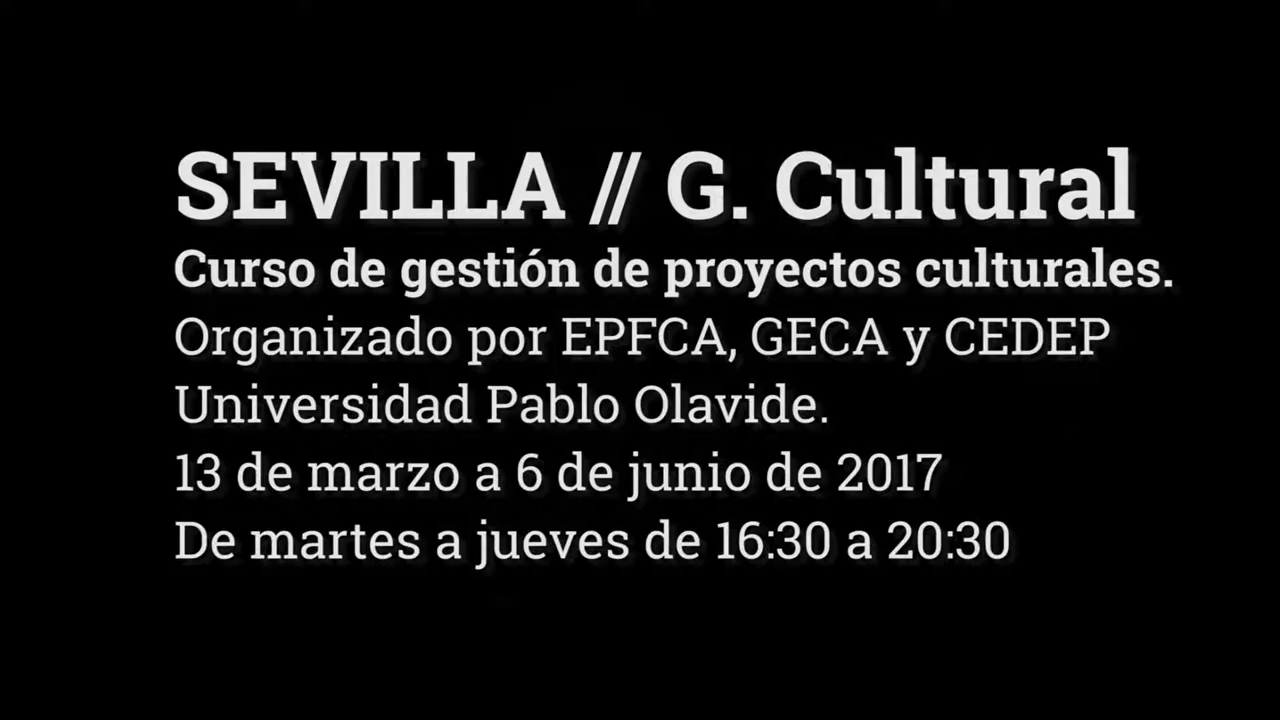 SEVILLA // G. Cultural
Curso de gestión de proyectos culturales.
Organizado por EPFCA, GECA y CEDEP
Universidad Pablo Olavide.
13 de marzo a 6 de junio de 2017
De martes a jueves de 16:30 a 20:30